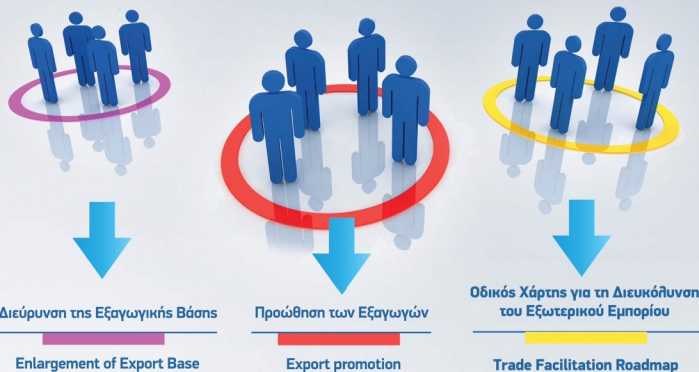 Διεύρυνση της Εξαγωγικής Βάσης
Enlargement of Export Base
Προώθηση των Εξαγωγών
Export promotion
Οδικός Χάρτης για τη Διευκόλυνση
του Εξωτερικού Εμπορίου
Trade Facilitation Roadmap